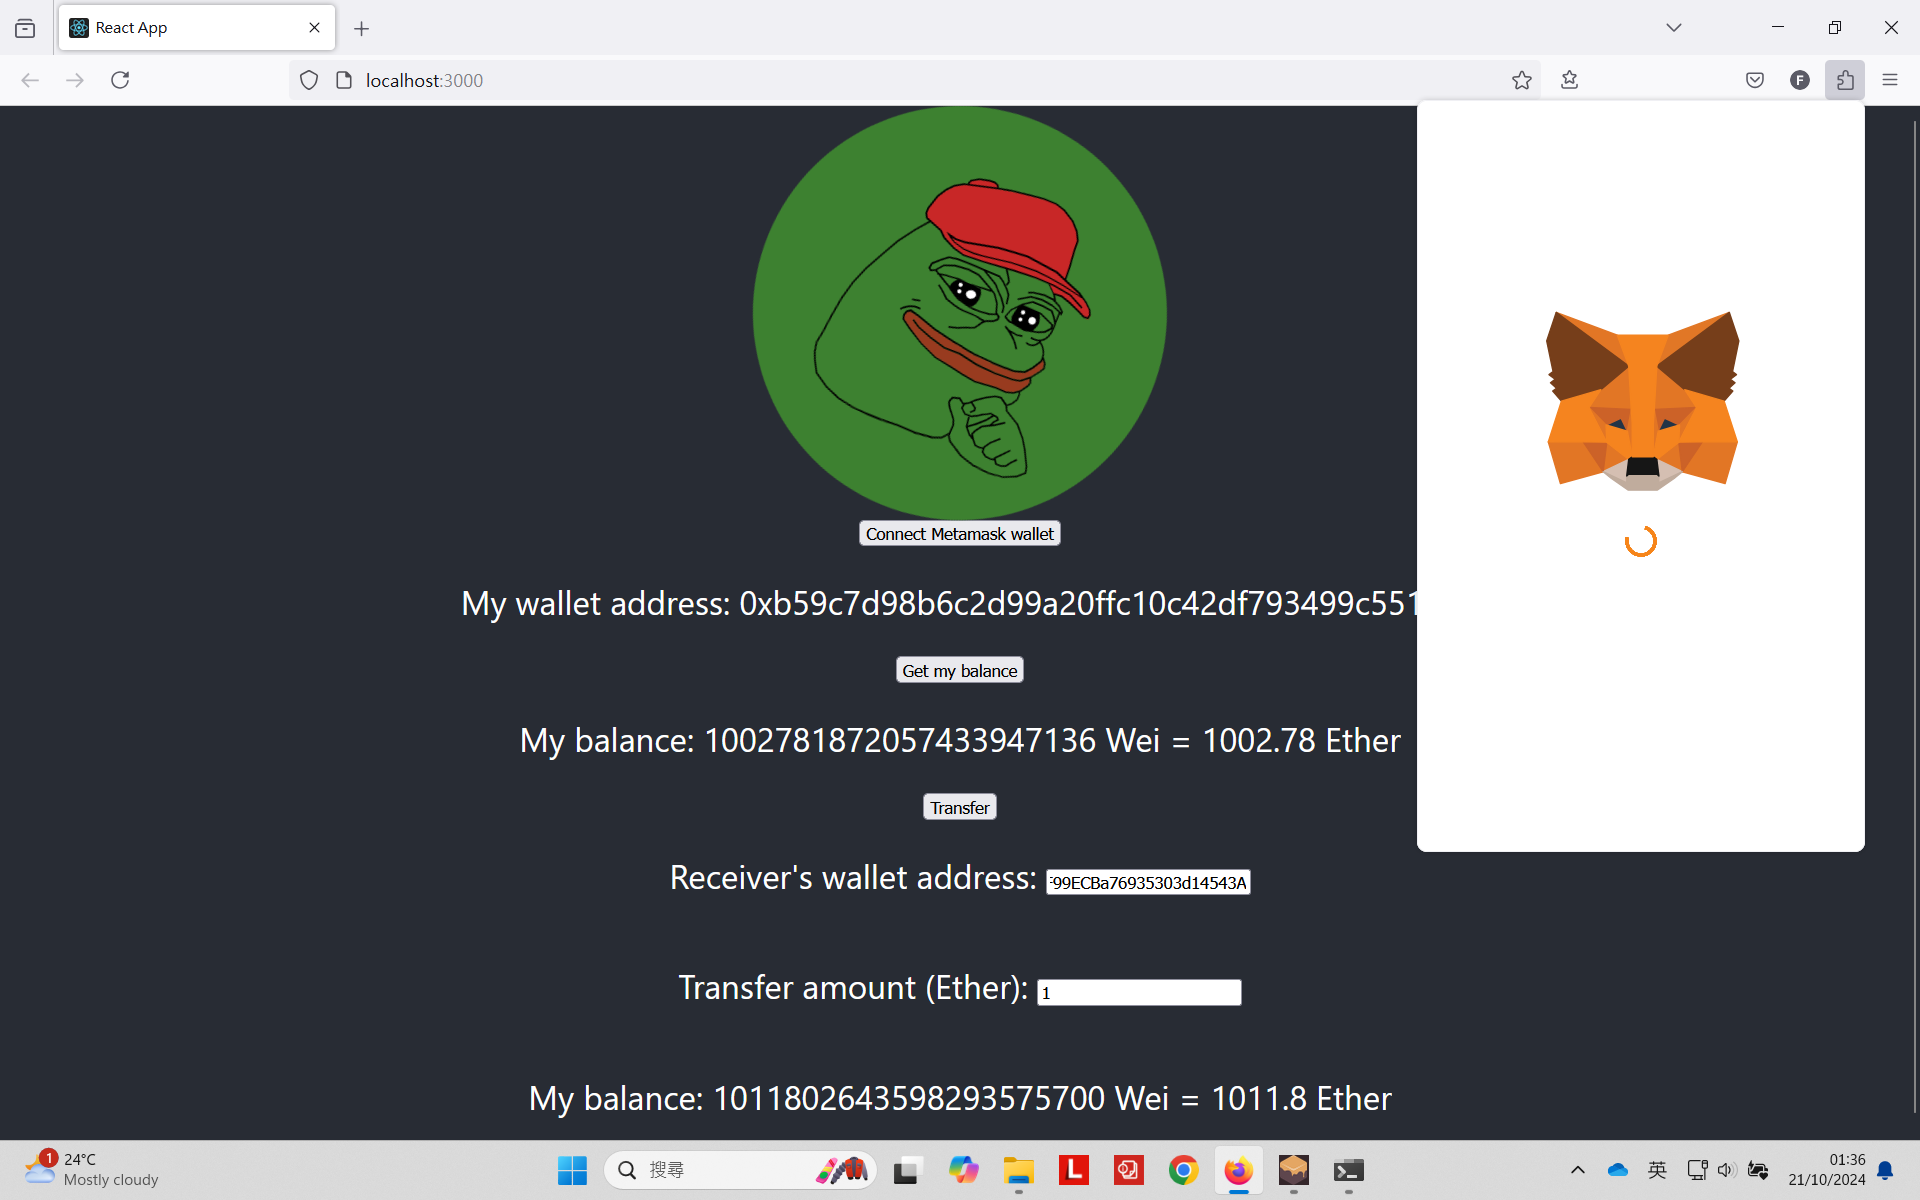 React App
localhost:3000
Connect Metamask wallet
My wallet address: 0xb59c7d98b6c2d99a20ffc10c42df793499c551
Get my balance
My balance: 1002781872057433947136 Wei = 1002.78 Ether
Transfer
Receiver's wallet address: 99ECBa76935303d14543A
Transfer amount (Ether): 1
My balance: 1011802643598293575700 Wei = 1011.8 Ether
1
24°C
Mostly cloudy
搜尋
L
英
01:36
21/10/2024
F